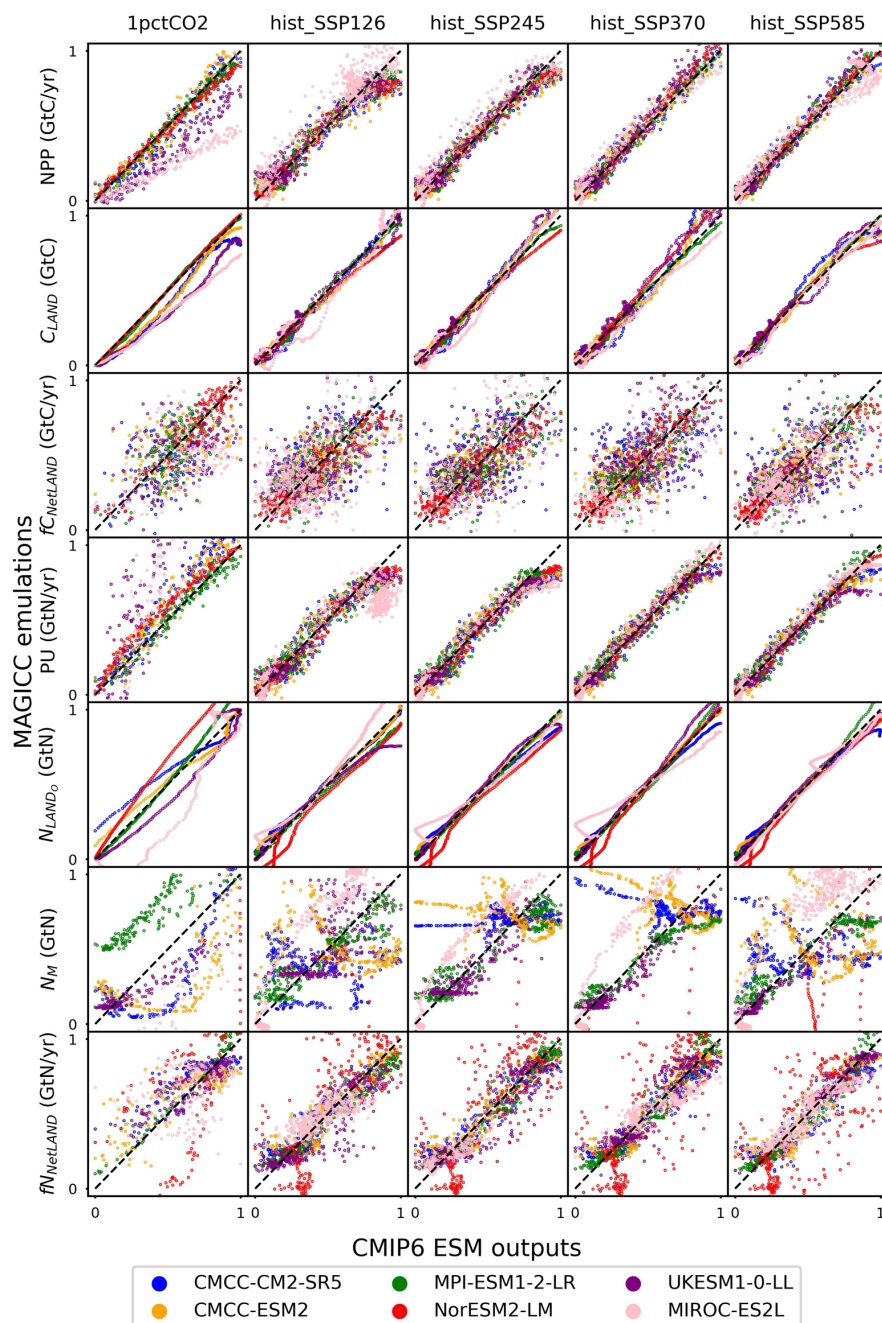 1pctCO2 hist_SSP126 hist_SSP245 hist_SSP370 hist_SSP585
MAGICC emulations
NPP (GtC/yr)
1
0
C_LAND (GtC)
1
0
fC_NetLAND (GtC/yr)
1
0
PU (GtN/yr)
1
0
N_LAND_o (GtN)
1
0
N_M (GtN)
1
0
fN_NetLAND (GtN/yr)
1
0
0 1 0 1 0 1 0 1 0 1
CMIP6 ESM outputs
CMCC-CM2-SR5 MPI-ESM1-2-LR UKESM1-0-LL
CMCC-ESM2 NorESM2-LM MIROC-ES2L